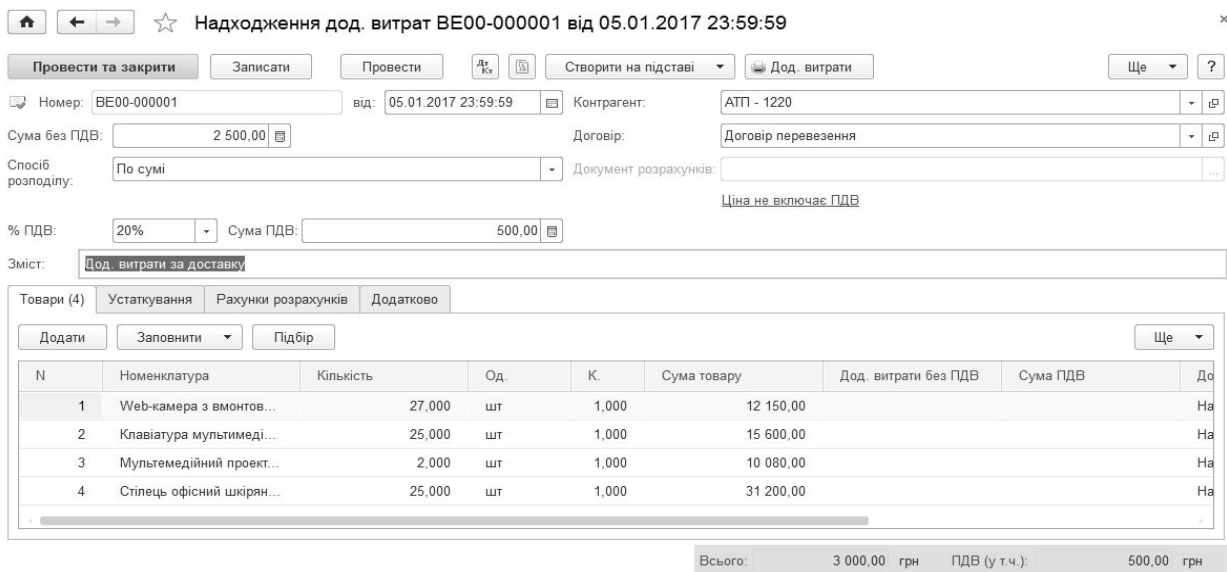 Надходження дод. витрат ВЕ00-000001 від 05.01.2017 23:59:59
Провести та закрити Записати Провести Дт Кт Створити на підставі Дод. витрати Ще ?
Номер: ВЕ00-000001 від: 05.01.2017 23:59:59 Контрагент: АТП - 1220
Сума без ПДВ: 2 500,00 Договір: Договір перевезення
Спосіб розподілу: По сумі Документ розрахунків: ...
Ціна не включає ПДВ
% ПДВ: 20% Сума ПДВ: 500,00
Зміст: Дод. витрати за доставку
Товари (4) Устаткування Рахунки розрахунків Додатково
Додати Заповнити Підбір Ще
N Номенклатура Кількість Од. К. Сума товару Дод. витрати без ПДВ Сума ПДВ До
1 Web-камера з вмонтов... 27,000 шт 1,000 12 150,00 На
2 Клавіатура мультимеді... 25,000 шт 1,000 15 600,00 На
3 Мультемедійний проект... 2,000 шт 1,000 10 080,00 На
4 Стілець офісний шкірян... 25,000 шт 1,000 31 200,00 На
Всього: 3 000,00 грн ПДВ (у т.ч.): 500,00 грн